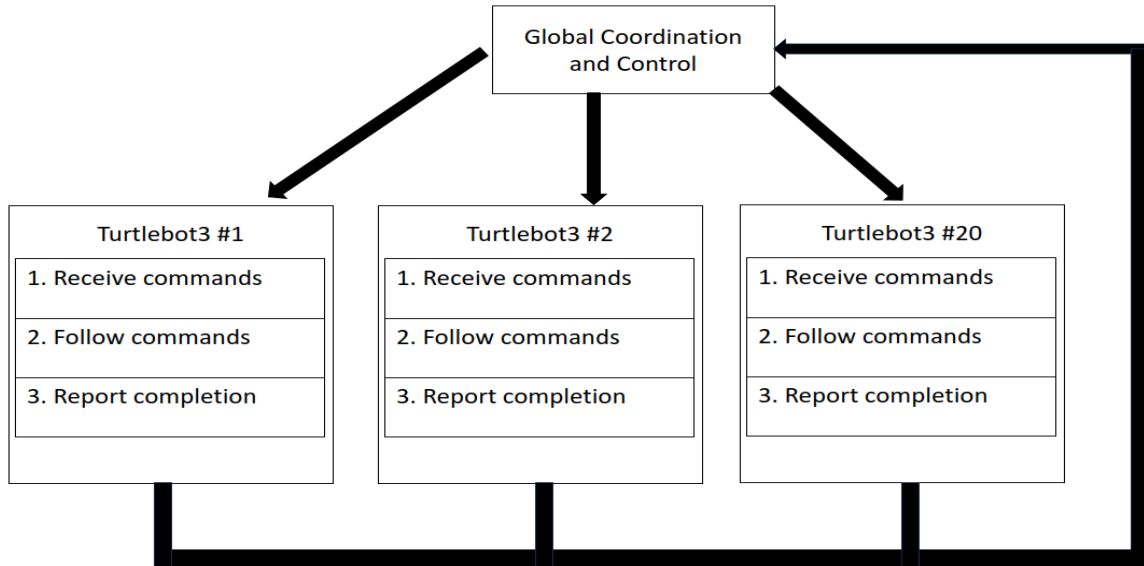 Global Coordination
and Control
Turtlebot3 #1
1. Receive commands
2. Follow commands
3. Report completion
Turtlebot3 #2
1. Receive commands
2. Follow commands
3. Report completion
Turtlebot3 #20
1. Receive commands
2. Follow commands
3. Report completion